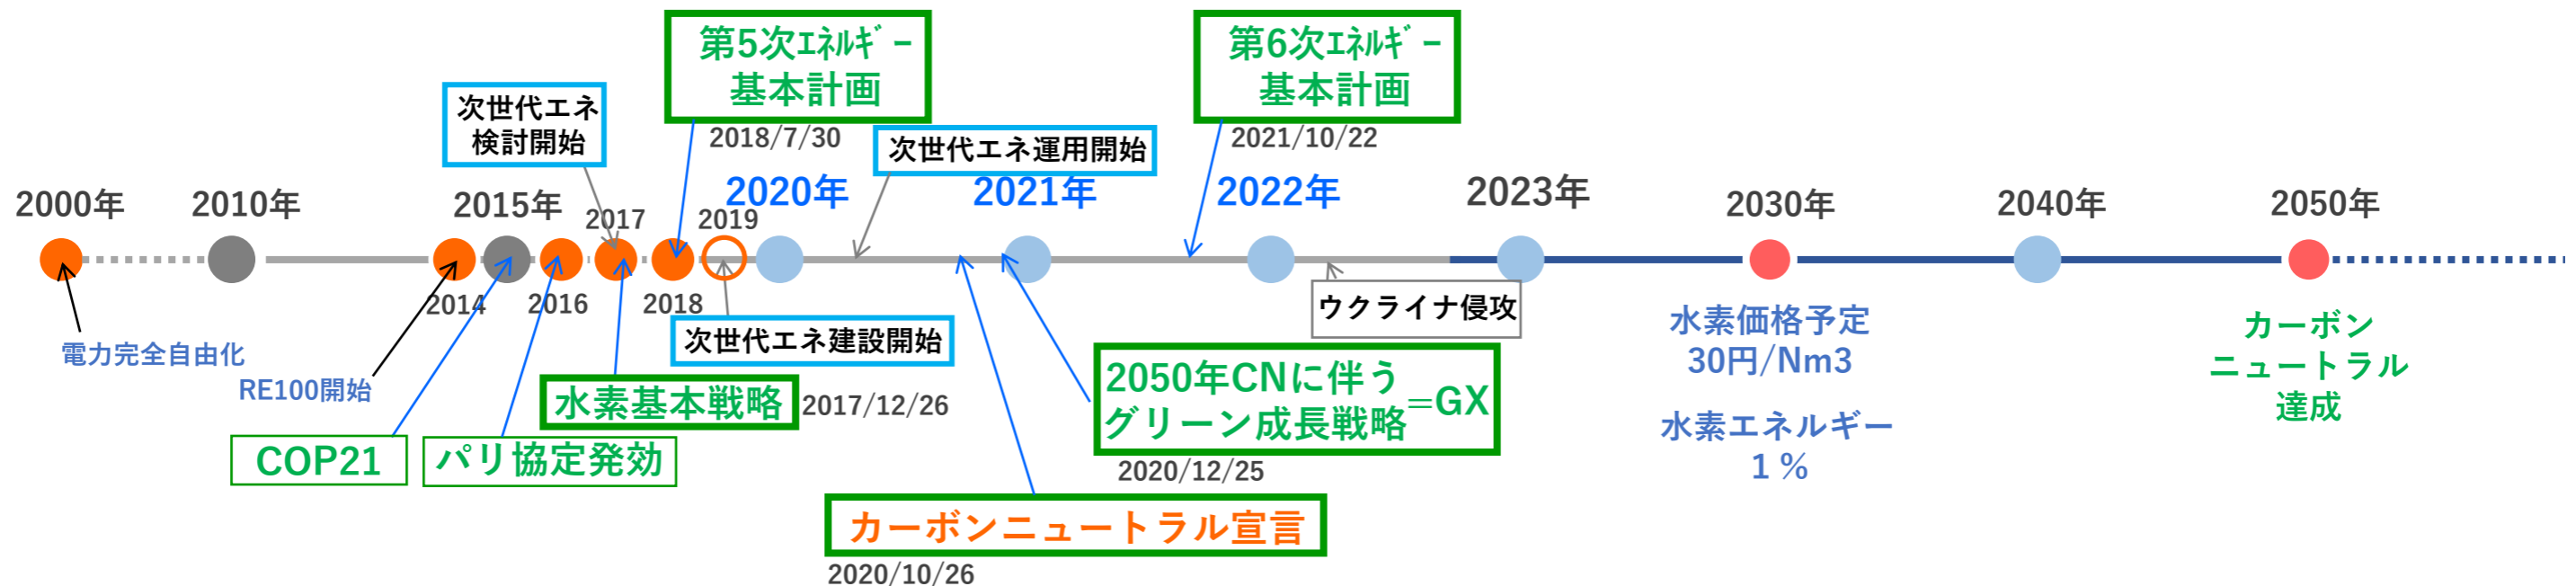 第5次ｴﾈﾙｷﾞｰ
基本計画
2018/7/30
第6次ｴﾈﾙｷﾞｰ
基本計画
2021/10/22
次世代エネ
検討開始
次世代エネ運用開始
2000年
2010年
2015年
2017
2019
2020年
2021年
2022年
2023年
2030年
2040年
2050年
2014
2016
2018
電力完全自由化
RE100開始
COP21
パリ協定発効
水素基本戦略
2017/12/26
次世代エネ建設開始
ウクライナ侵攻
2050年CNに伴う
グリーン成長戦略=GX
2020/12/25
カーボンニュートラル宣言
2020/10/26
水素価格予定
30円/Nm3
水素エネルギー
1 %
カーボン
ニュートラル
達成